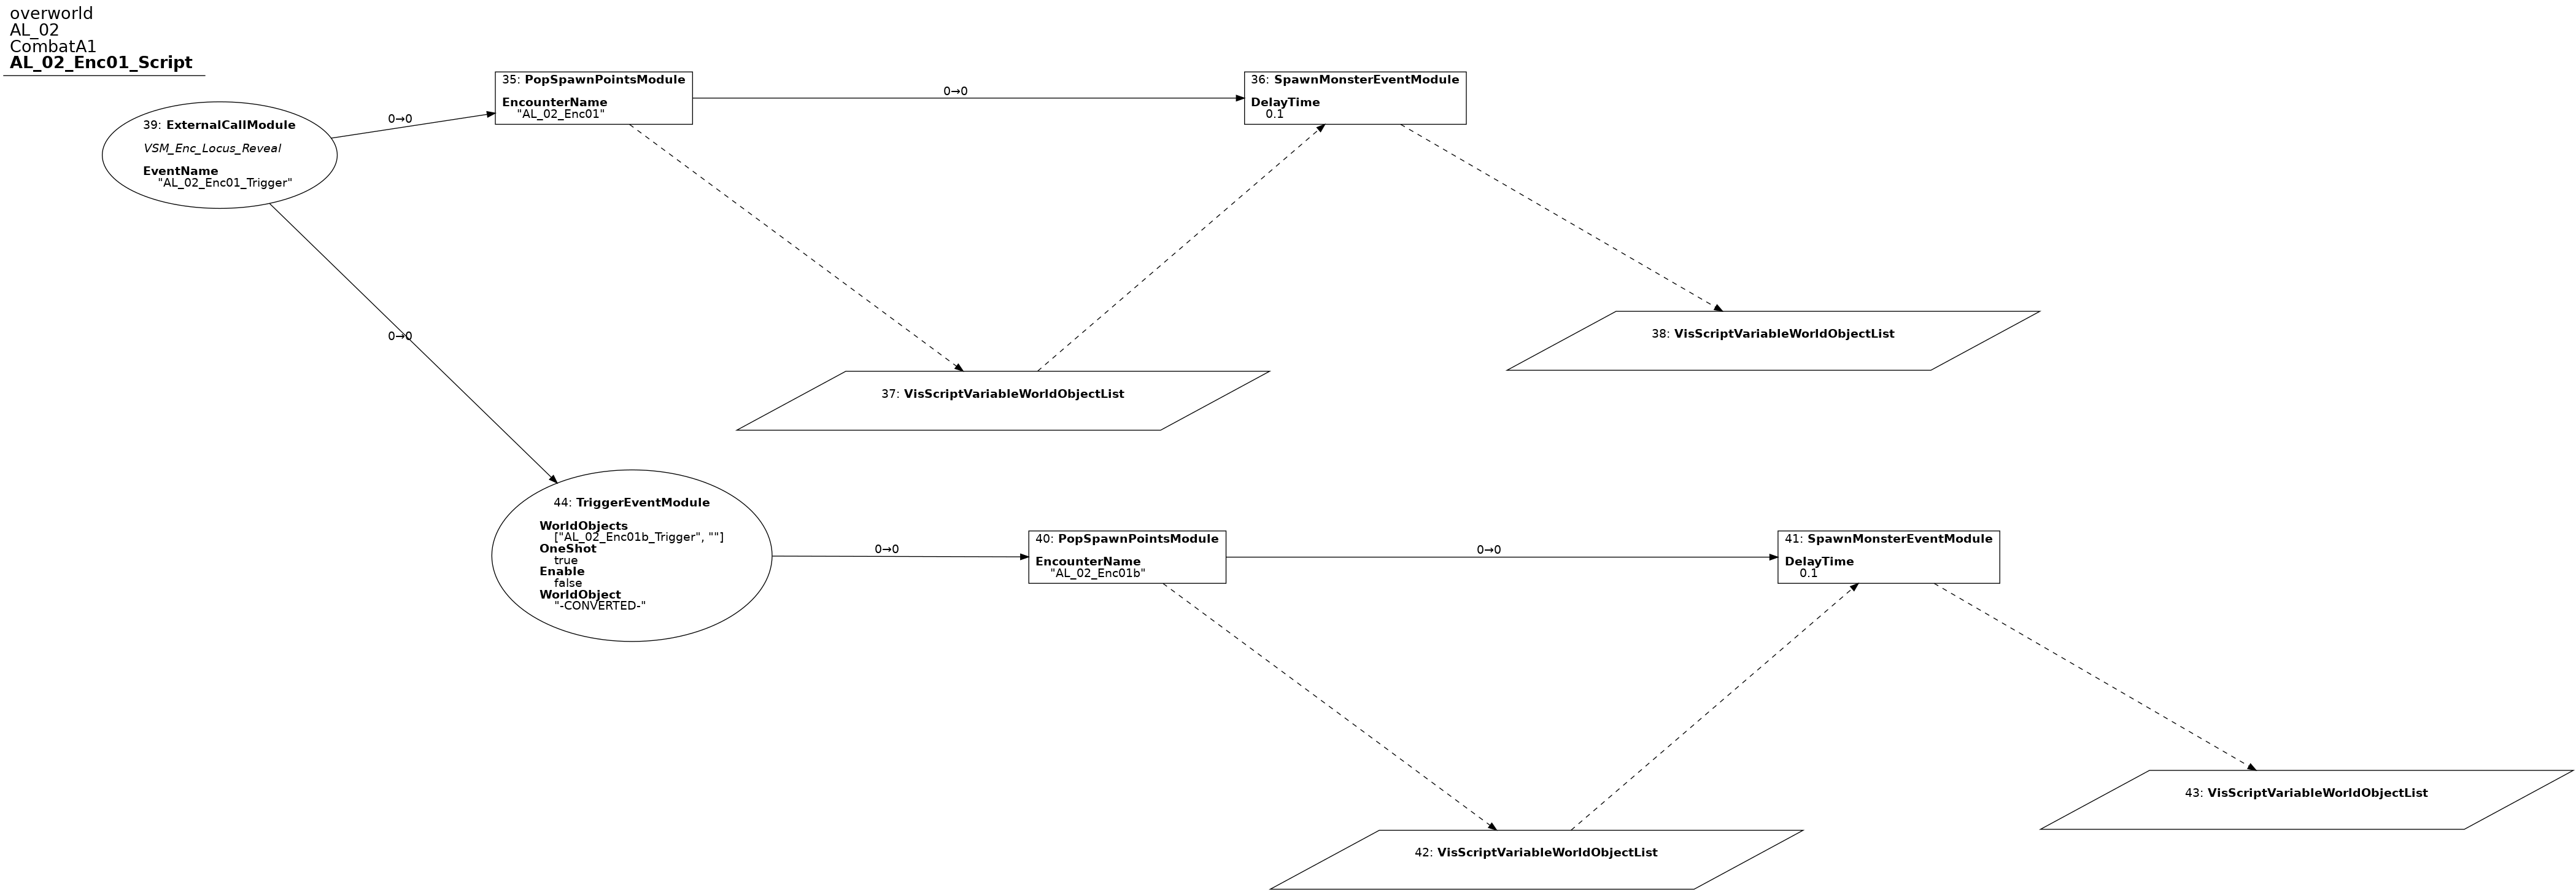 overworld
AL_02
CombatA1
AL_02_Enc01_Script
39: ExternalCallModule
VSM_Enc_Locus_Reveal
EventName
"AL_02_Enc01_Trigger"
0→0
35: PopSpawnPointsModule
EncounterName
"AL_02_Enc01"
0→0
36: SpawnMonsterEventModule
DelayTime
0.1
0→0
37: VisScriptVariableWorldObjectList
38: VisScriptVariableWorldObjectList
44: TriggerEventModule
WorldObjects
["AL_02_Enc01b_Trigger", ""]
OneShot
true
Enable
false
WorldObject
"-CONVERTED-"
0→0
40: PopSpawnPointsModule
EncounterName
"AL_02_Enc01b"
0→0
41: SpawnMonsterEventModule
DelayTime
0.1
42: VisScriptVariableWorldObjectList
43: VisScriptVariableWorldObjectList